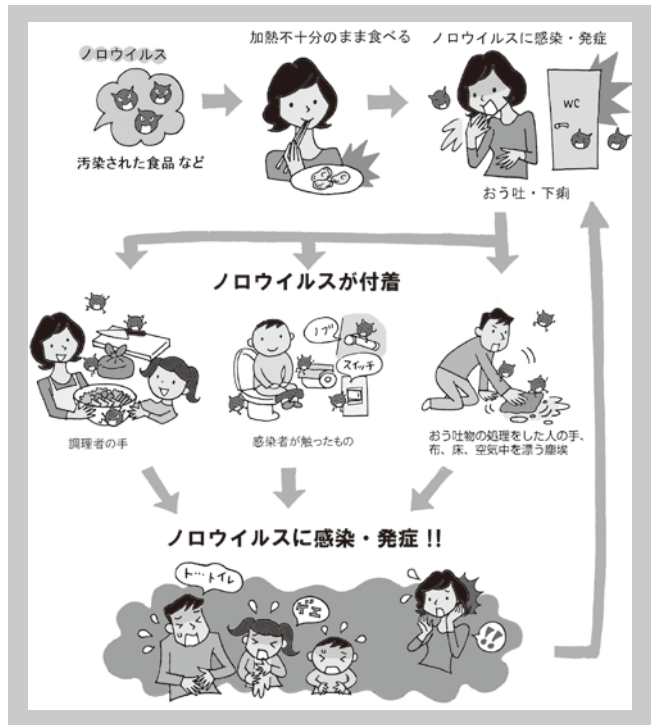 ノロウイルス
加熱不十分のまま食べる
ノロウイルスに感染・発症
WC
汚染された食品 など
おう吐・下痢
ノロウイルスが付着
ノブ
スイッチ
調理者の手
感染者が触ったもの
おう吐物の処理をした人の手、
布、床、空気中を漂う塵埃
ノロウイルスに感染・発症!!
ト…トイレ
ゲエ
!!